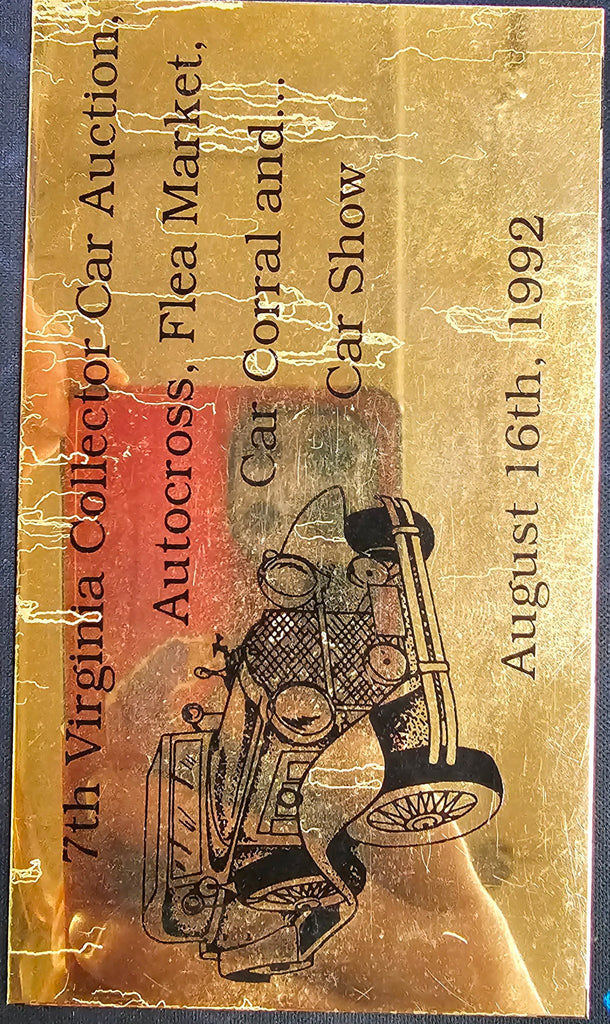 7th Virginia Collector Car Auction,
Autocross, Flea Market,
Car Corral and...
Car Show
August 16th, 1992